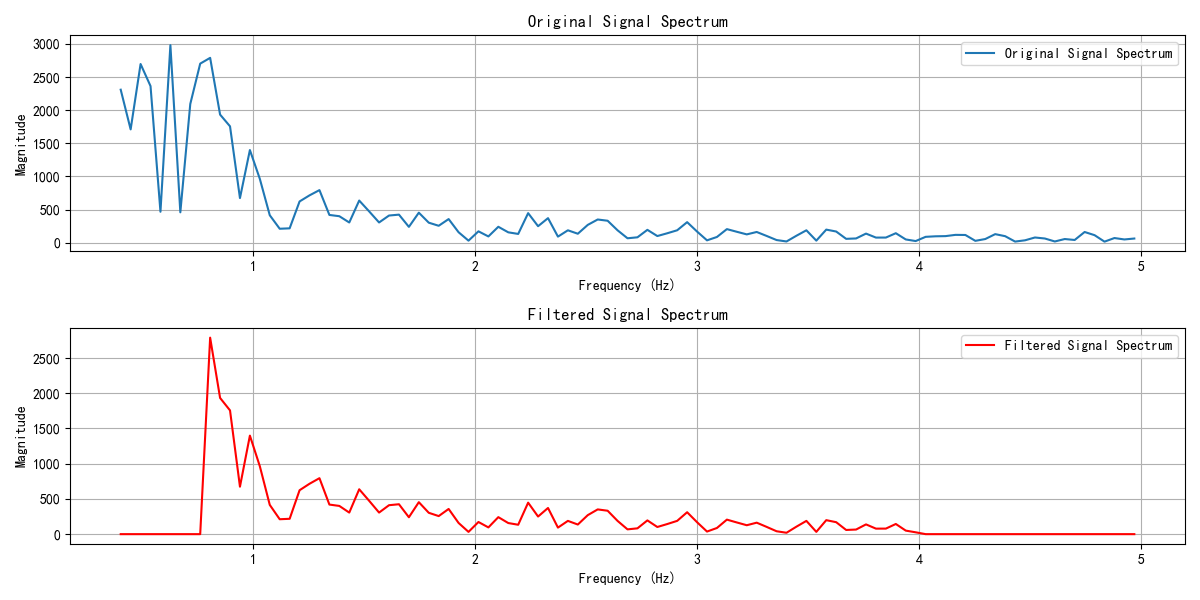 Original Signal Spectrum
Original Signal Spectrum
3000
2500
2000
1500
1000
500
0
Magnitude
1 2 3 4 5
Frequency (Hz)
Filtered Signal Spectrum
Filtered Signal Spectrum
2500
2000
1500
1000
500
0
Magnitude
1 2 3 4 5
Frequency (Hz)